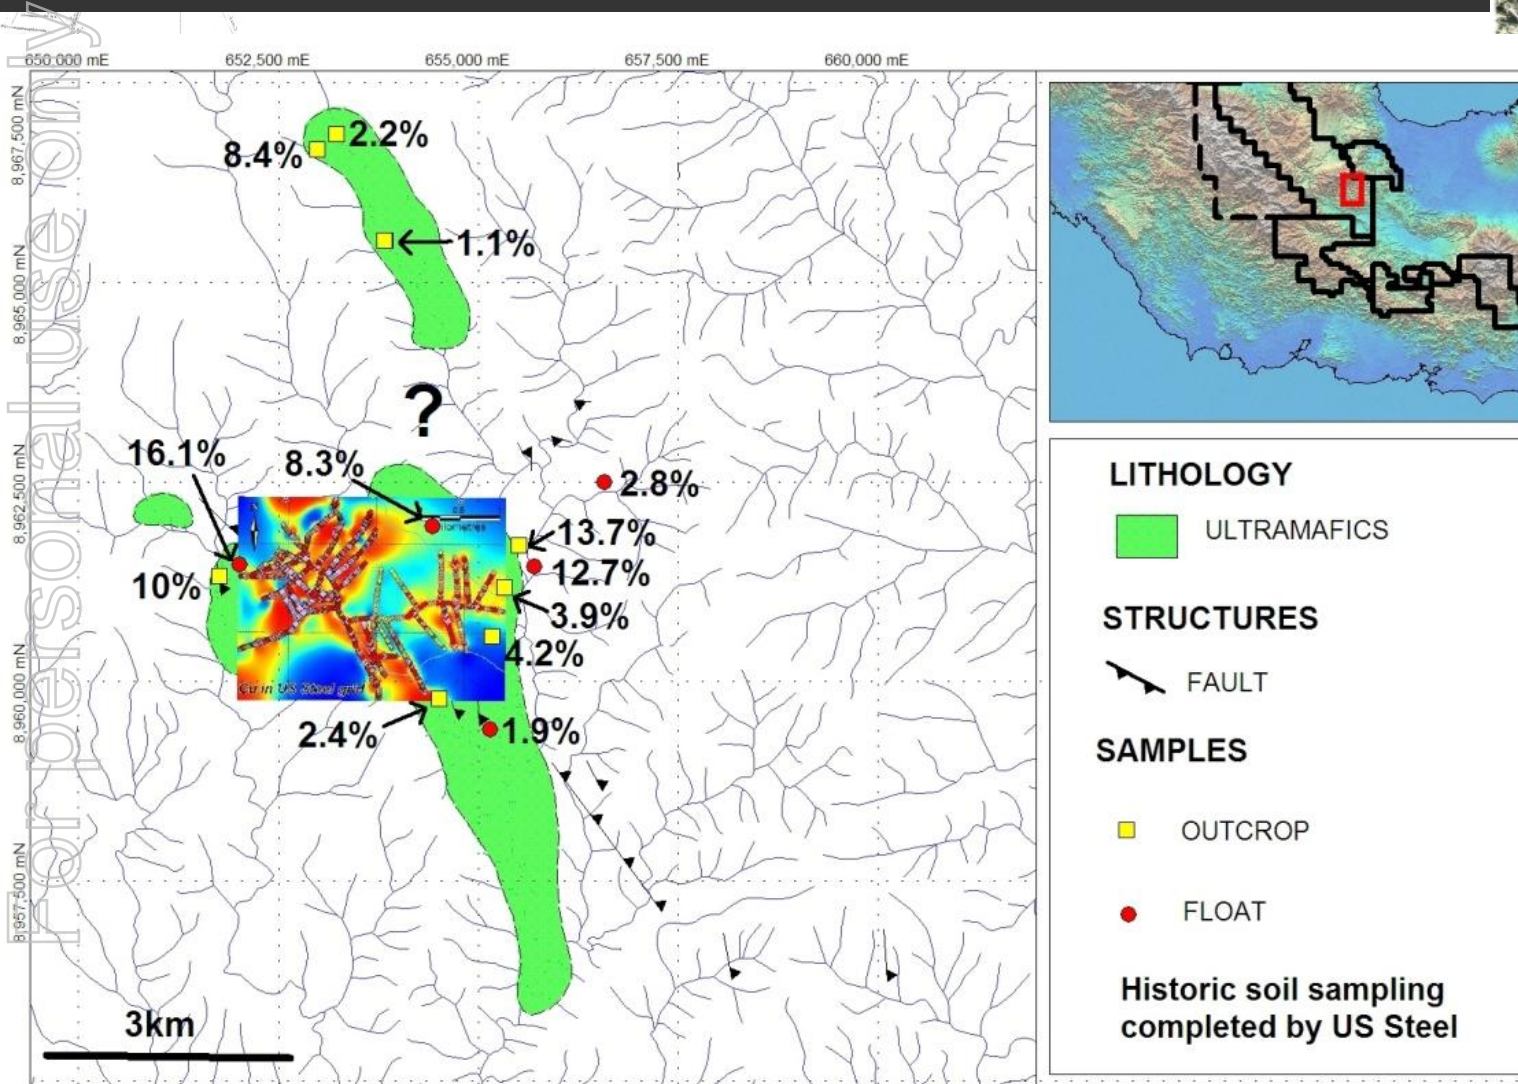 For personal use only
650,000 mE
652,500 mE
655,000 mE
657,500 mE
660,000 mE
8,967,500 mN
8,965,000 mN
8,962,500 mN
8,960,000 mN
8,957,500 mN
2.2%
8.4%
1.1%
?
16.1%
8.3%
2.8%
0.5
kilometres
13.7%
12.7%
10%
3.9%
4.2%
Cu in US Steel grid
2.4%
1.9%
3km
LITHOLOGY
ULTRAMAFICS
STRUCTURES
FAULT
SAMPLES
OUTCROP
FLOAT
Historic soil sampling
completed by US Steel